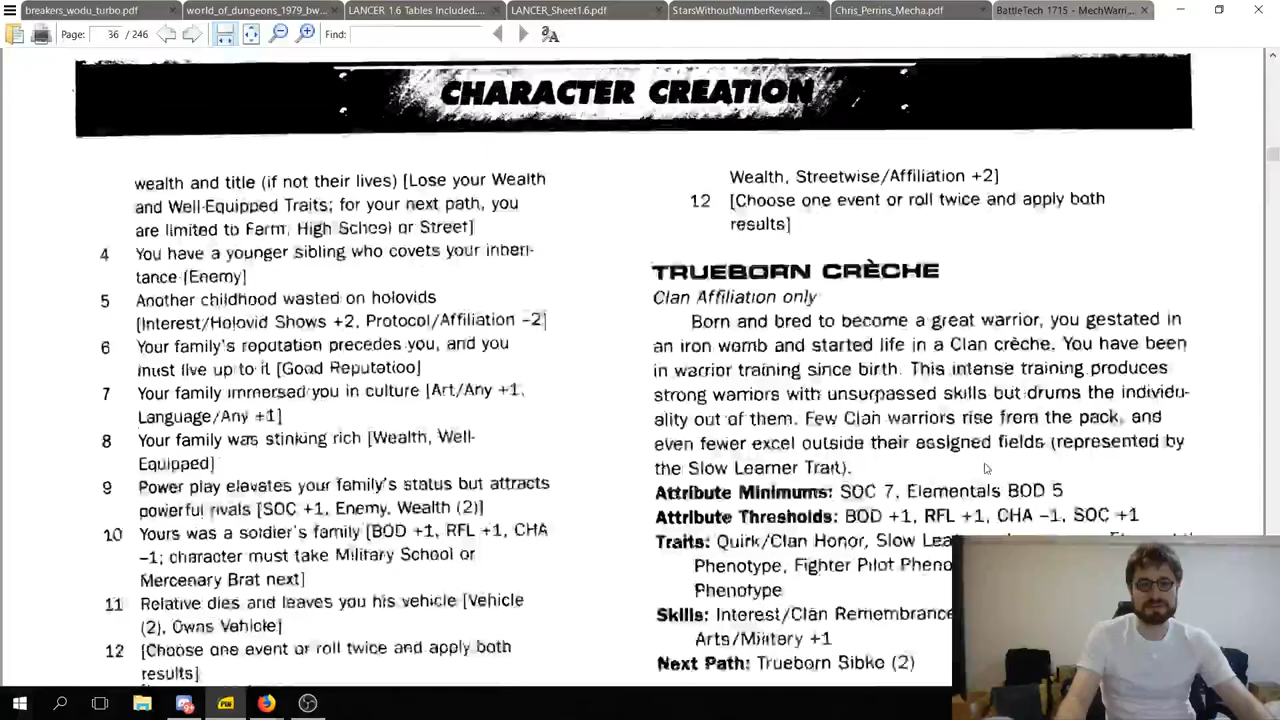 breakers_wodu_turbo.pdf
world_of_dungeons_1979_bw...
LANCER 1.6 Tables Included....
LANCER_Sheet1.6.pdf
StarsWithoutNumberRevised...
Chris_Perrins_Mecha.pdf
BattleTech 1715 - MechWarri...
Page: 36 / 246
Find:
CHARACTER CREATION
wealth and title (if not their lives) [Lose your Wealth
and Well-Equipped Traits; for your next path, you
are limited to Farm, High School or Street]
4 You have a younger sibling who covets your inheri-
tance [Enemy]
5 Another childhood wasted on holovids
[Interest/Holovid Shows +2, Protocol/Affiliation –2]
6 Your family's reputation precedes you, and you
must live up to it [Good Reputation]
7 Your family immersed you in culture [Art/Any +1,
Language/Any +1]
8 Your family was stinking rich [Wealth, Well-
Equipped]
9 Power play elevates your family's status but attracts
powerful rivals [SOC +1, Enemy, Wealth (2)]
10 Yours was a soldier's family [BOD +1, RFL +1, CHA
–1; character must take Military School or
Mercenary Brat next]
11 Relative dies and leaves you his vehicle [Vehicle
(2), Owns Vehicle]
12 [Choose one event or roll twice and apply both
results]
Wealth, Streetwise/Affiliation +2]
12 [Choose one event or roll twice and apply both
results]
TRUEBORN CRÈCHE
Clan Affiliation only
Born and bred to become a great warrior, you gestated in
an iron womb and started life in a Clan crèche. You have been
in warrior training since birth. This intense training produces
strong warriors with unsurpassed skills but drums the individu-
ality out of them. Few Clan warriors rise from the pack, and
even fewer excel outside their assigned fields (represented by
the Slow Learner Trait).
Attribute Minimums: SOC 7, Elementals BOD 5
Attribute Thresholds: BOD +1, RFL +1, CHA –1, SOC +1
Traits: Quirk/Clan Honor, Slow
Phenotype, Fighter Pilot
Phenotype
Skills: Interest/Clan Remembrance
Arts/Military +1
Next Path: Trueborn Sibko (2)